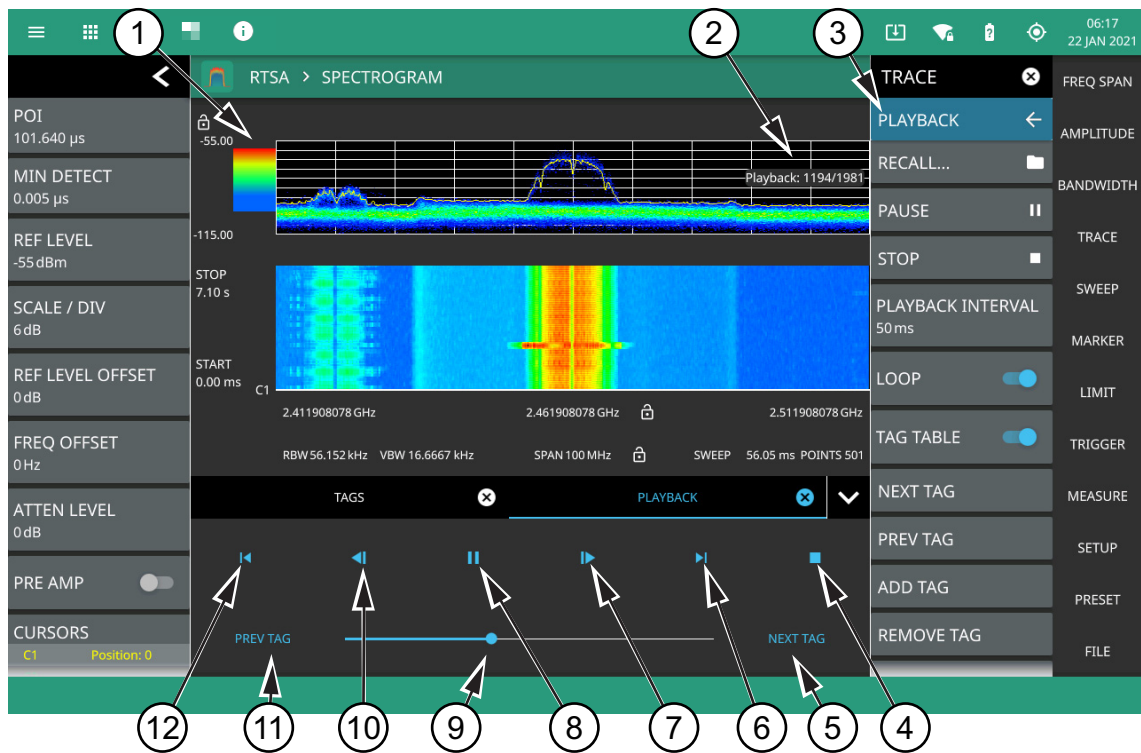 1
2
3
06:17
22 JAN 2021
RTSA > SPECTROGRAM
TRACE
FREQ SPAN
AMPLITUDE
BANDWIDTH
TRACE
SWEEP
MARKER
LIMIT
TRIGGER
MEASURE
SETUP
PRESET
FILE
POI
101.640 µs
MIN DETECT
0.005 µs
REF LEVEL
-55 dBm
SCALE / DIV
6 dB
REF LEVEL OFFSET
0 dB
FREQ OFFSET
0 Hz
ATTEN LEVEL
0 dB
PRE AMP
CURSORS
C1 Position: 0
-55.00
Playback: 1194/1981
-115.00
STOP
7.10 s
START
0.00 ms
C1
2.411908078 GHz 2.461908078 GHz 2.511908078 GHz
RBW 56.152 kHz VBW 16.6667 kHz SPAN 100 MHz SWEEP 56.05 ms POINTS 501
TAGS PLAYBACK
PREV TAG NEXT TAG
PLAYBACK
RECALL...
PAUSE
STOP
PLAYBACK INTERVAL
50 ms
LOOP
TAG TABLE
NEXT TAG
PREV TAG
ADD TAG
REMOVE TAG
12 11 10 9 8 7 6 5 4